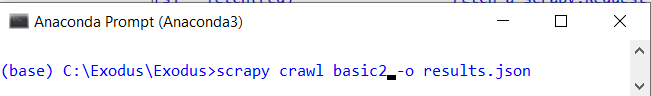 Anaconda Prompt (Anaconda3)
(base) C:\Exodus\Exodus>scrapy crawl basic2 -o results.json